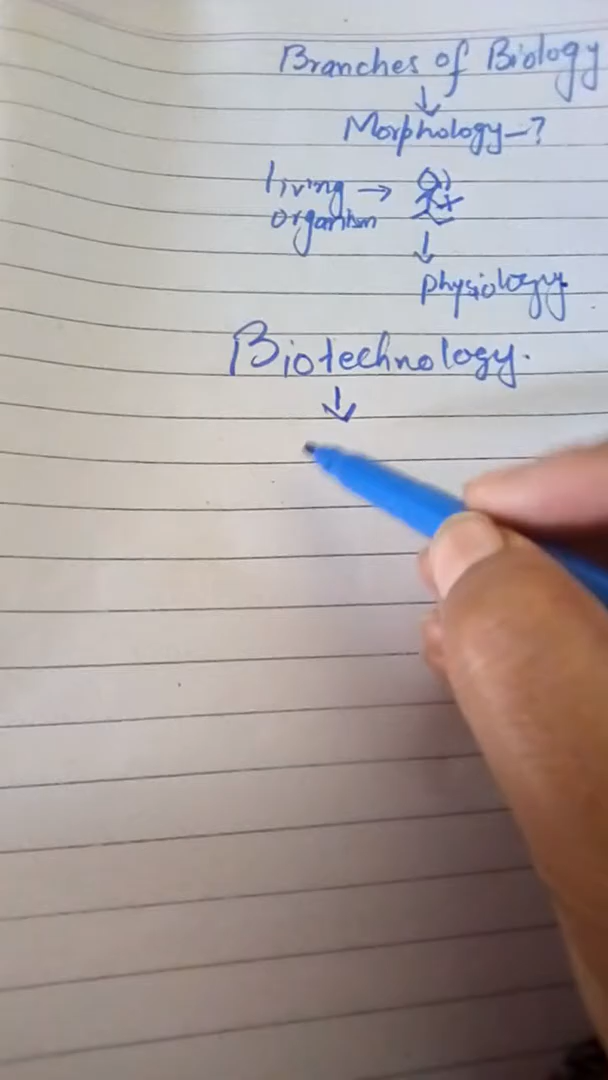 Branches of Biology
↓
Morphology-?
living →
organism
↓
physiology.
Biotechnology.
↓